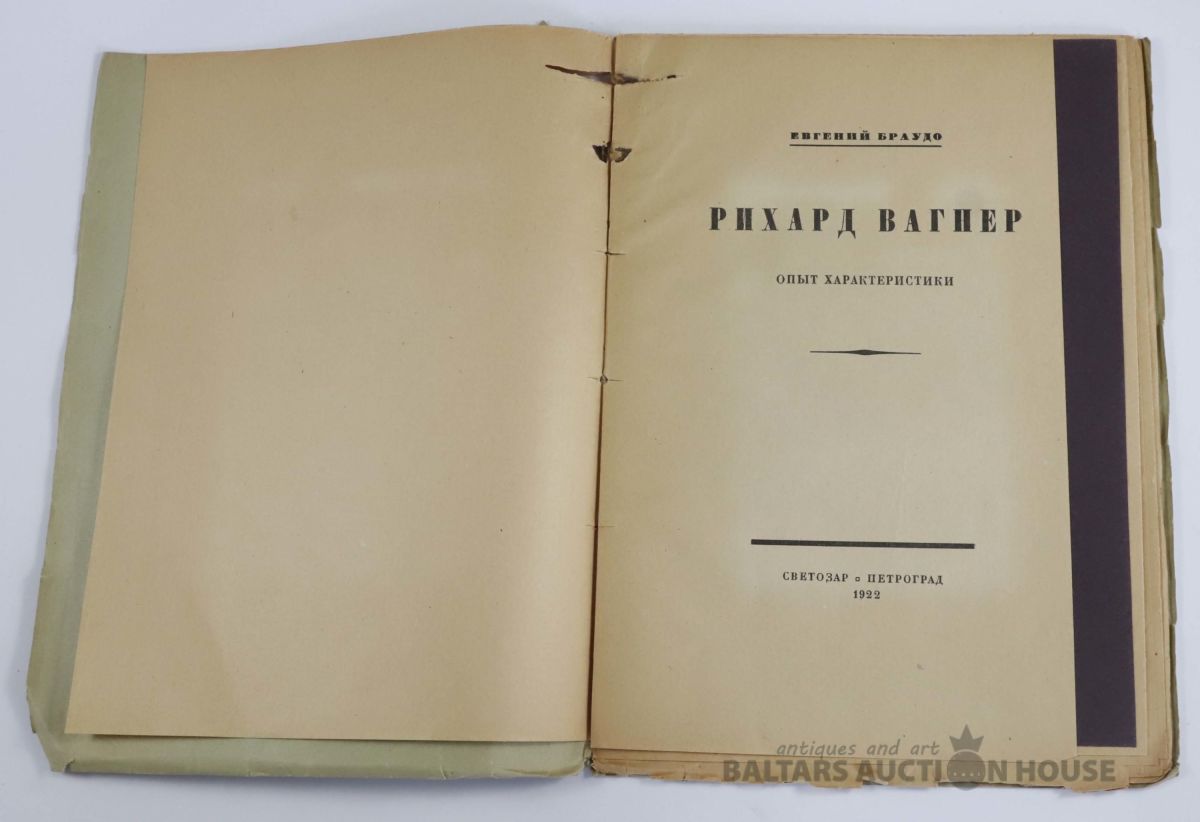 ЕВГЕНИЙ БРАУДО
РИХАРД ВАГНЕР
ОПЫТ ХАРАКТЕРИСТИКИ
СВЕТОЗАР ▫ ПЕТРОГРАД
1922
antiques and art
BALTARS AUCTION HOUSE